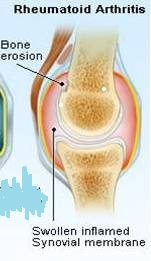 Rheumatoid Arthritis
Bone
erosion
Swollen inflamed
Synovial membrane